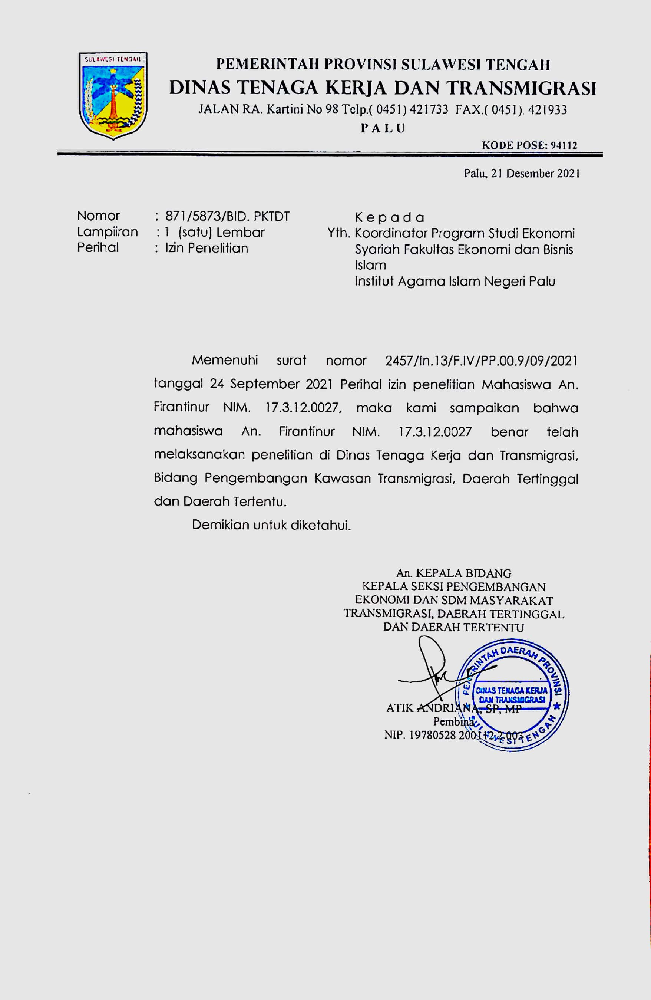 SULAWESI TENGAH
PEMERINTAH PROVINSI SULAWESI TENGAH
DINAS TENAGA KERJA DAN TRANSMIGRASI
JALAN RA. Kartini No 98 Telp.( 0451) 421733 FAX.( 0451). 421933
P A L U
KODE POSE: 94112
Palu, 21 Desember 2021
Nomor : 871/5873/BID. PKTDT
Lampiiran : 1 (satu) Lembar
Perihal : Izin Penelitian
K e p a d a
Yth. Koordinator Program Studi Ekonomi
Syariah Fakultas Ekonomi dan Bisnis
Islam
Institut Agama Islam Negeri Palu
Memenuhi surat nomor 2457/In.13/F.IV/PP.00.9/09/2021
tanggal 24 September 2021 Perihal izin penelitian Mahasiswa An.
Firantinur NIM. 17.3.12.0027, maka kami sampaikan bahwa
mahasiswa An. Firantinur NIM. 17.3.12.0027 benar telah
melaksanakan penelitian di Dinas Tenaga Kerja dan Transmigrasi,
Bidang Pengembangan Kawasan Transmigrasi, Daerah Tertinggal
dan Daerah Tertentu.
Demikian untuk diketahui.
An. KEPALA BIDANG
KEPALA SEKSI PENGEMBANGAN
EKONOMI DAN SDM MASYARAKAT
TRANSMIGRASI, DAERAH TERTINGGAL
DAN DAERAH TERTENTU
PEMERINTAH DAERAH PROVINSI
DINAS TENAGA KERJA
DAN TRANSMIGRASI
SULAWESI TENGAH
ATIK ANDRIANA, SP, MP
Pembina
NIP. 19780528 200112 2 003